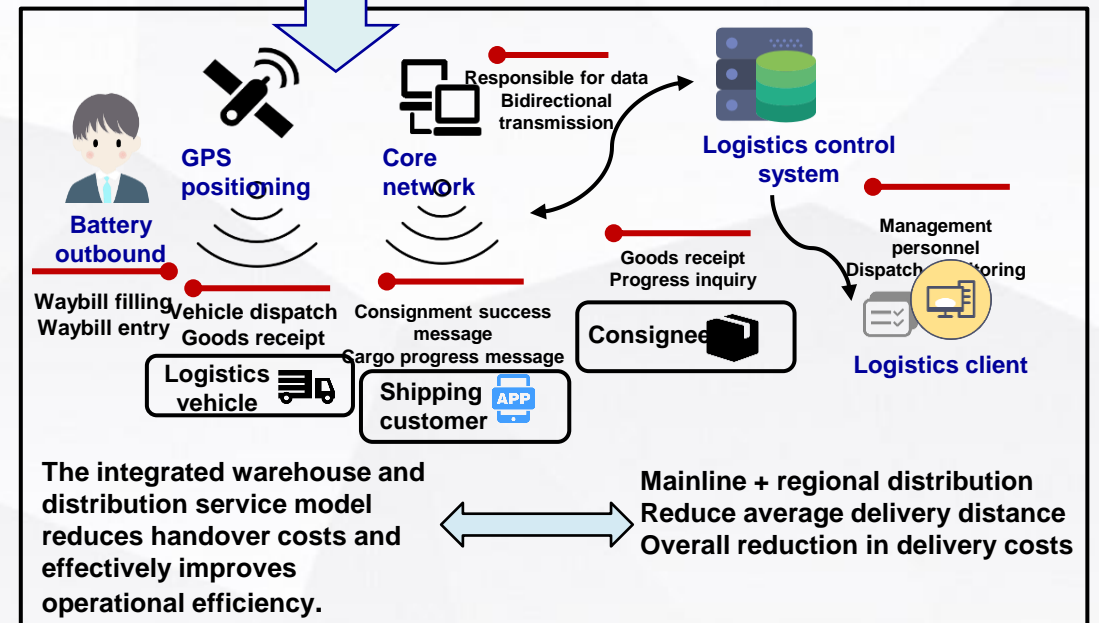 Responsible for data
Bidirectional
transmission
GPS
positioning
Core
network
Logistics control
system
Battery
outbound
Management
personnel
Goods receipt
Progress inquiry
Waybill filling
Waybill entry
Vehicle dispatch
Goods receipt
Consignment success
message
Cargo progress message
Consignee
Logistics client
Logistics
vehicle
Shipping
customer
APP
The integrated warehouse and
distribution service model
reduces handover costs and
effectively improves
operational efficiency.
Mainline + regional distribution
Reduce average delivery distance
Overall reduction in delivery costs
Dispatch